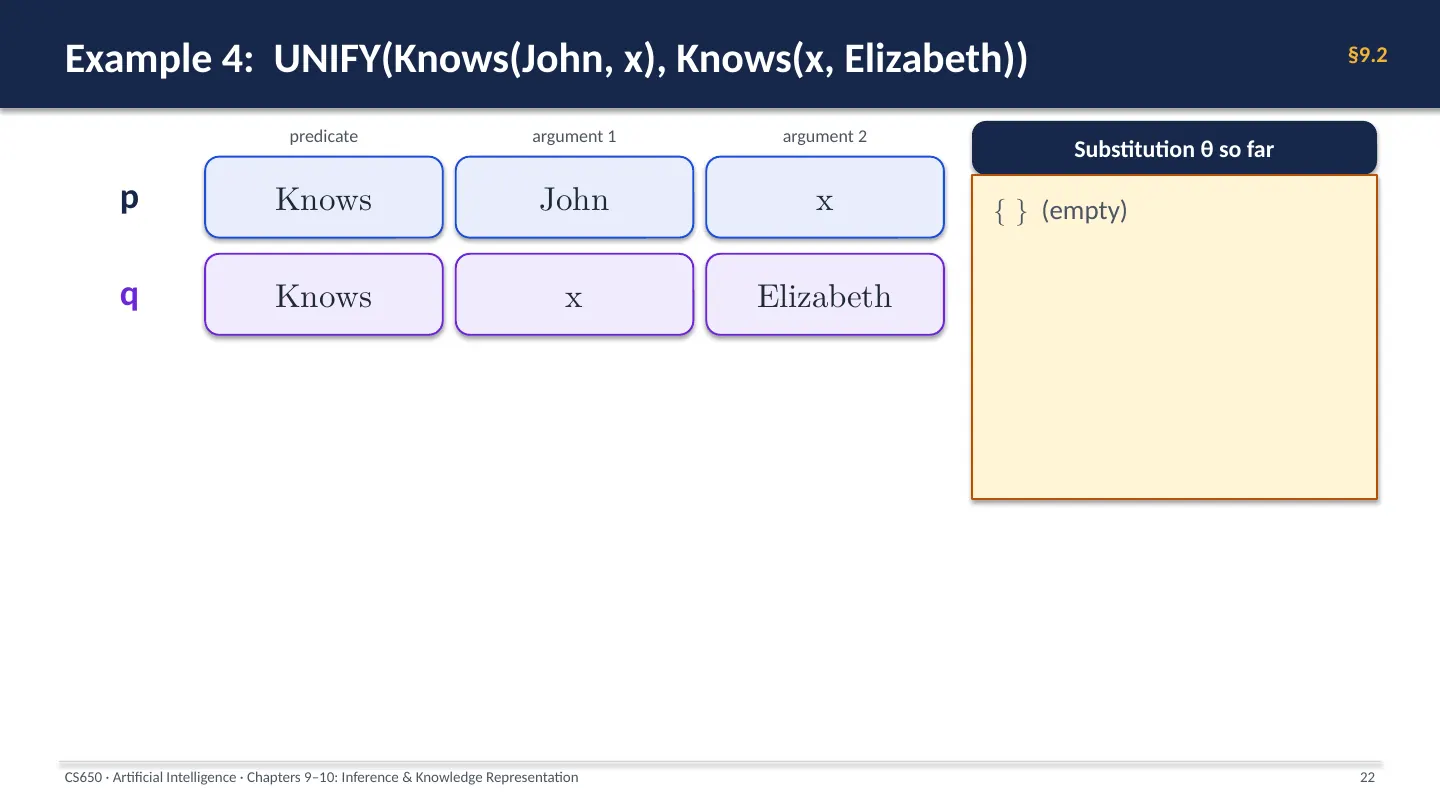 Example 4:  UNIFY(Knows(John, x), Knows(x, Elizabeth))
§9.2
predicate
argument 1
argument 2
p
Knows
John
x
q
Knows
x
Elizabeth
Substitution θ so far
{ } (empty)
CS650 · Artificial Intelligence · Chapters 9–10: Inference & Knowledge Representation
22